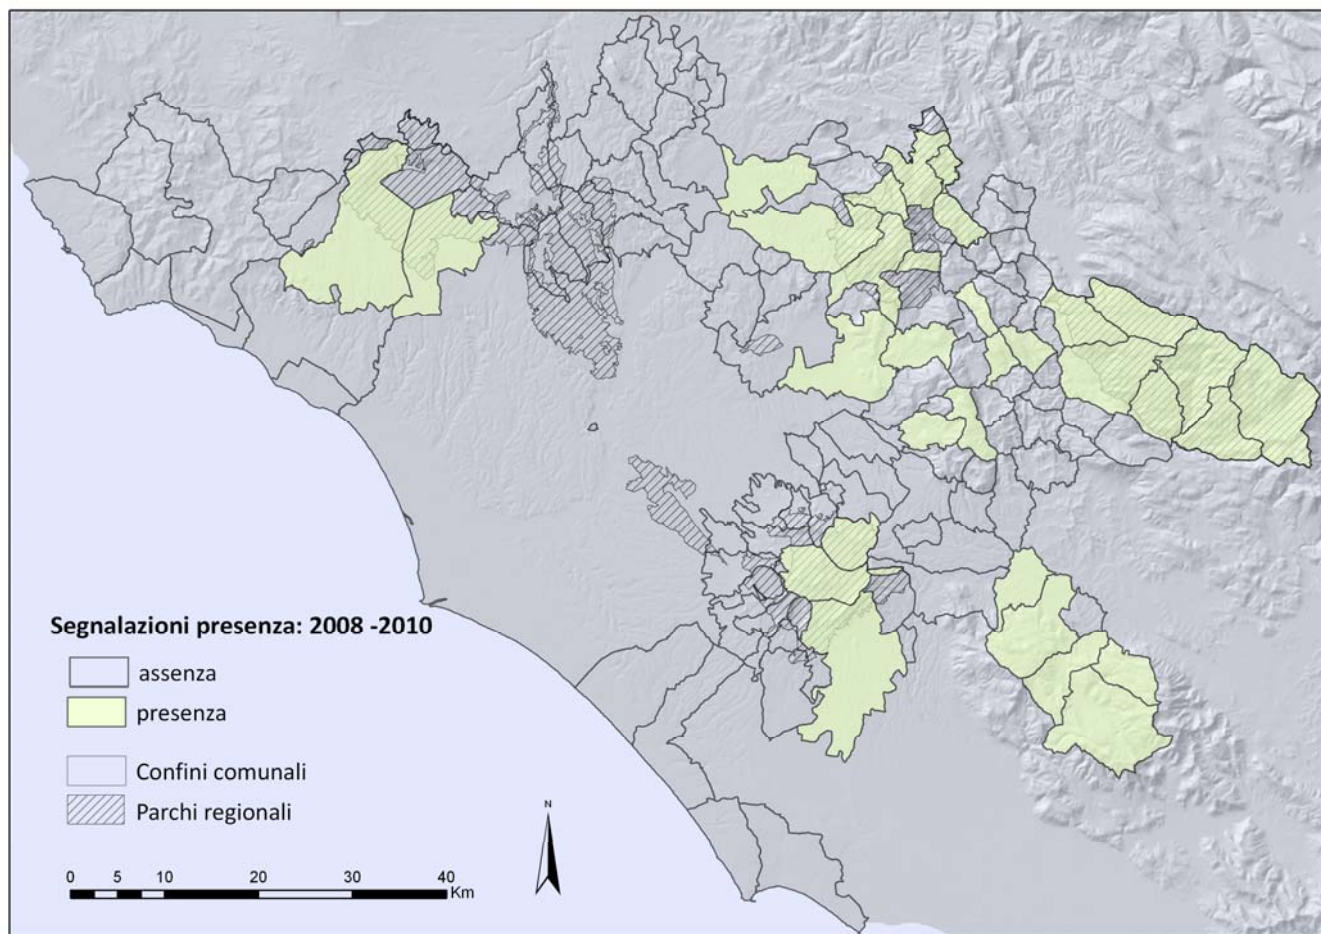 Segnalazioni presenza: 2008 -2010
assenza
presenza
Confini comunali
Parchi regionali
N
0 5 10 20 30 40
Km